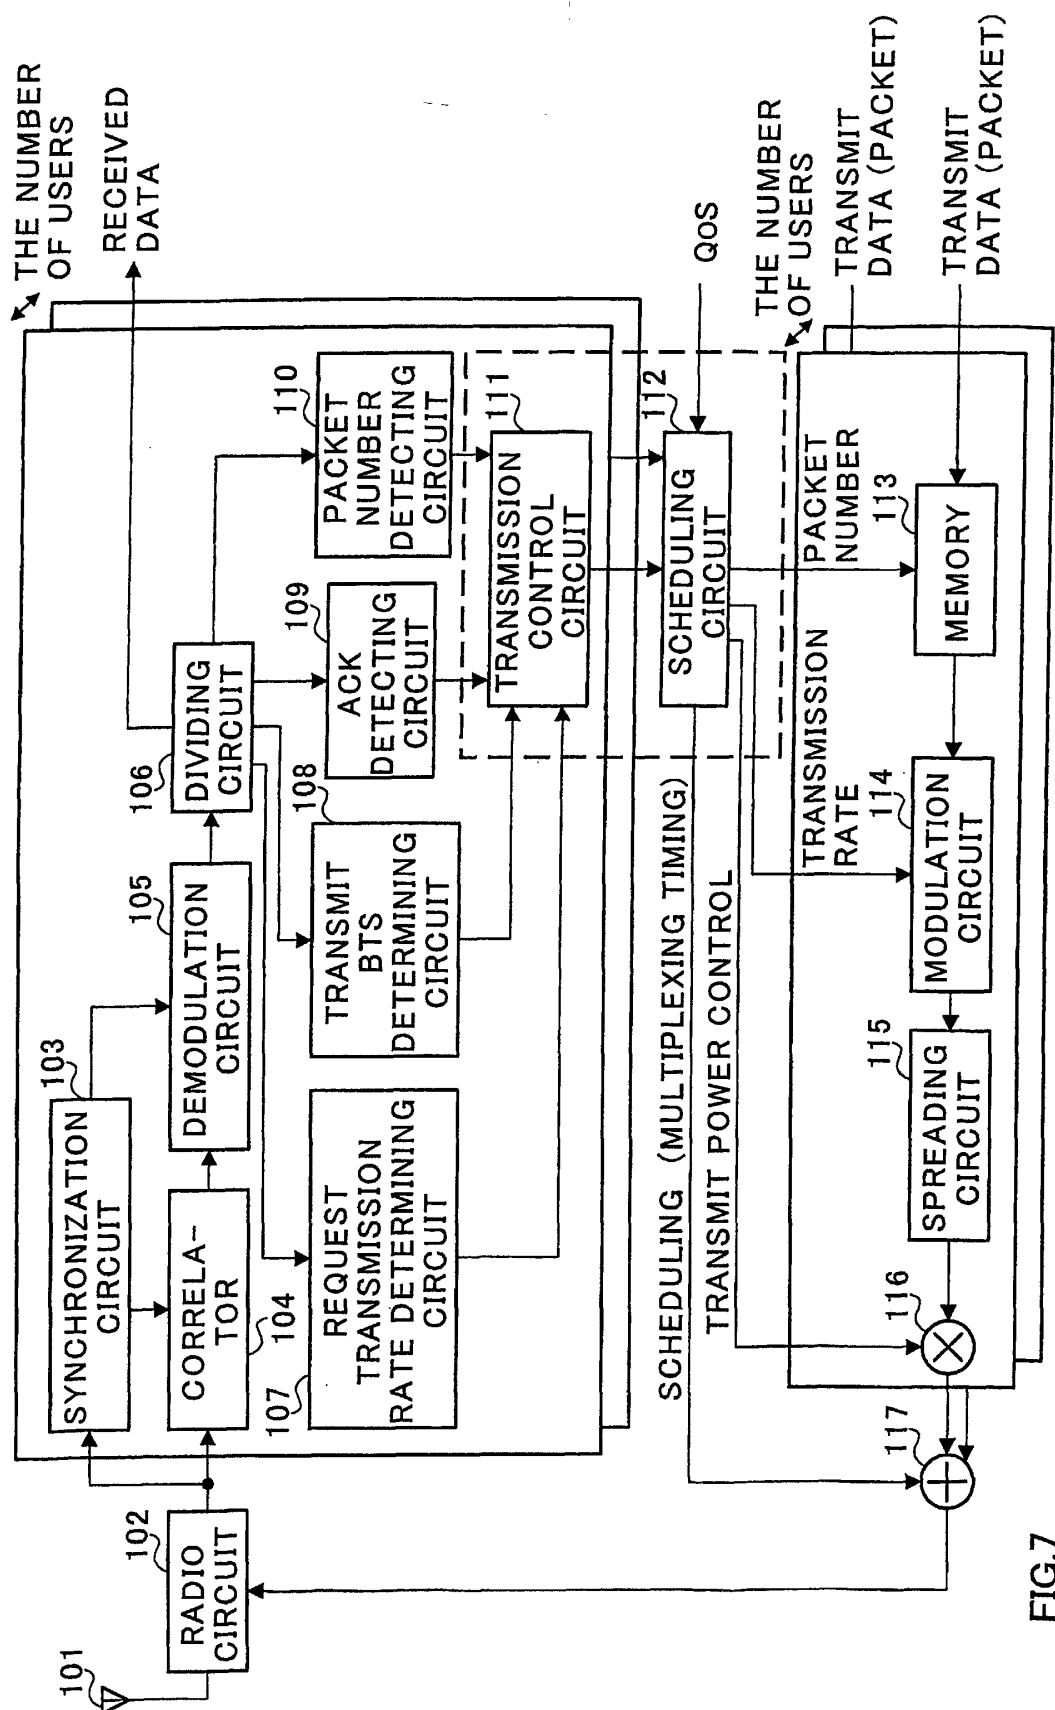 THE NUMBER
OF USERS
RECEIVED
DATA
101
102
RADIO
CIRCUIT
103
SYNCHRONIZATION
CIRCUIT
CORRELA-
TOR
104
105
DEMODULATION
CIRCUIT
106
DIVIDING
CIRCUIT
107
REQUEST
TRANSMISSION
RATE DETERMINING
CIRCUIT
108
TRANSMIT
BTS
DETERMINING
CIRCUIT
109
ACK
DETECTING
CIRCUIT
110
PACKET
NUMBER
DETECTING
CIRCUIT
111
TRANSMISSION
CONTROL
CIRCUIT
112
SCHEDULING
CIRCUIT
QOS
SCHEDULING (MULTIPLEXING TIMING)
TRANSMIT POWER CONTROL
THE NUMBER
OF USERS
TRANSMISSION
RATE
PACKET
NUMBER
TRANSMIT
DATA (PACKET)
TRANSMIT
DATA (PACKET)
113
MEMORY
114
MODULATION
CIRCUIT
115
SPREADING
CIRCUIT
116
117
FIG.7